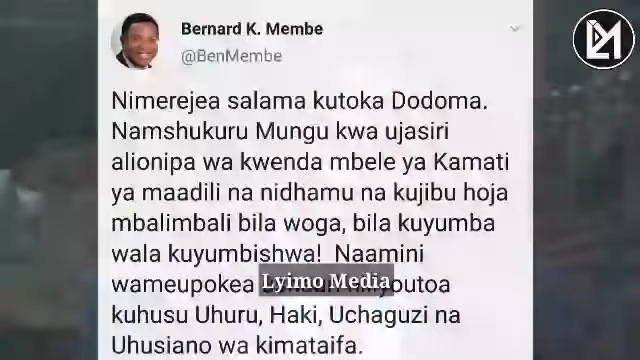 Bernard K. Membe
@BenMembe
LM
Nimerejea salama kutoka Dodoma.
Namshukuru Mungu kwa ujasiri
alionipa wa kwenda mbele ya Kamati
ya maadili na nidhamu na kujibu hoja
mbalimbali bila woga, bila kuyumba
wala kuyumbishwa! Naamini
wameupokea
Lyimo Media
kuhusu Uhuru, Haki, Uchaguzi na
Uhusiano wa kimataifa.